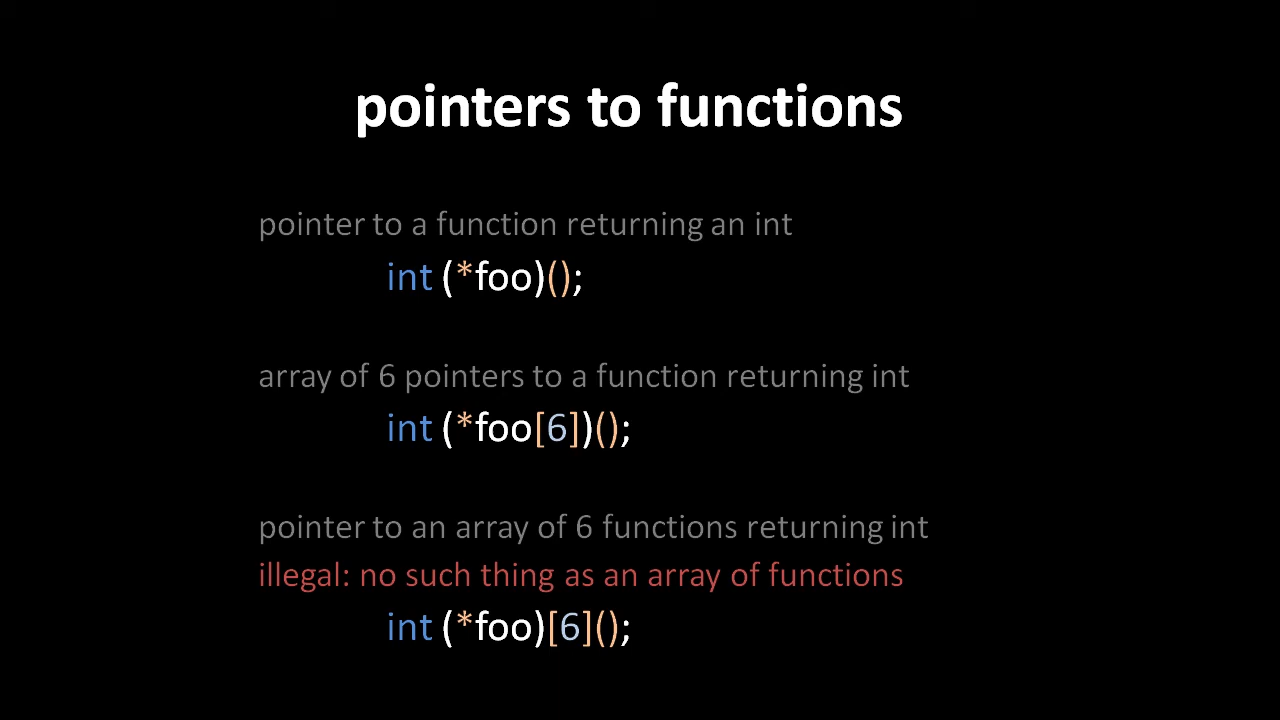 pointers to functions
pointer to a function returning an int
int (*foo)();
array of 6 pointers to a function returning int
int (*foo[6])();
pointer to an array of 6 functions returning int
illegal: no such thing as an array of functions
int (*foo)[6]();